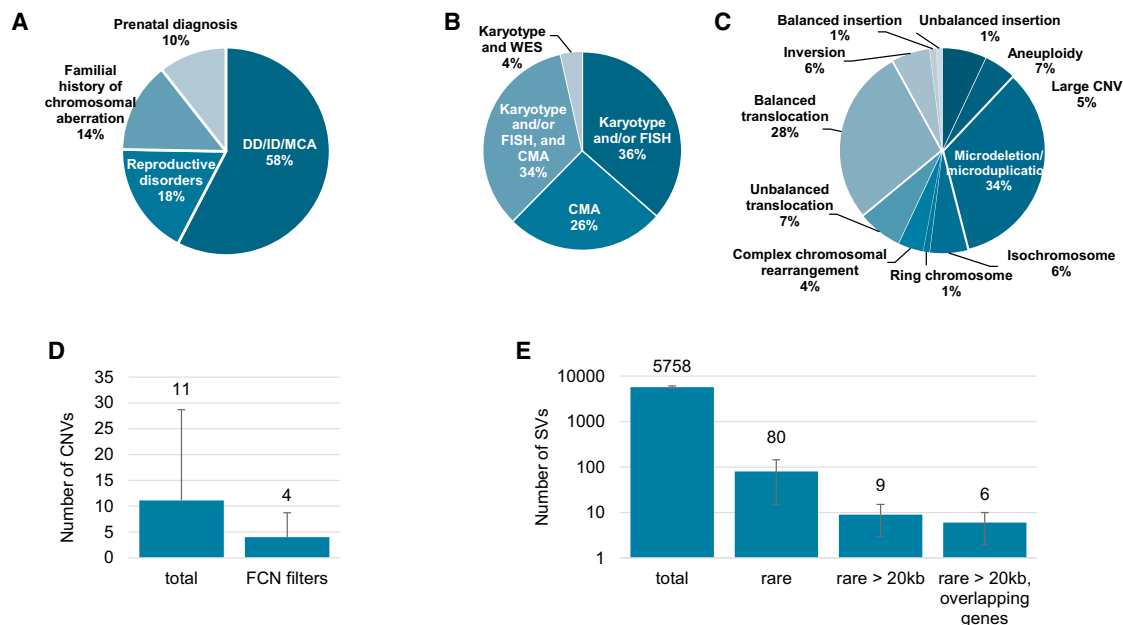 A
Prenatal diagnosis
10%
Familial
history of
chromosomal
aberration
14%
Reproductive
disorders
18%
DD/ID/MCA
58%
B
Karyotype
and WES
4%
Karyotype
and/or
FISH, and
CMA
34%
Karyotype
and/or FISH
36%
CMA
26%
C
Balanced insertion
1%
Unbalanced insertion
1%
Inversion
6%
Aneuploidy
7%
Large CNV
5%
Balanced
translocation
28%
Microdeletion/
microduplication
34%
Unbalanced
translocation
7%
Complex chromosomal
rearrangement
4%
Ring chromosome
1%
Isochromosome
6%
D
Number of CNVs
35
30
25
20
15
10
5
0
11
4
total
FCN filters
E
Number of SVs
10000
1000
100
10
1
5758
80
9
6
total
rare
rare > 20kb
rare > 20kb,
overlapping
genes